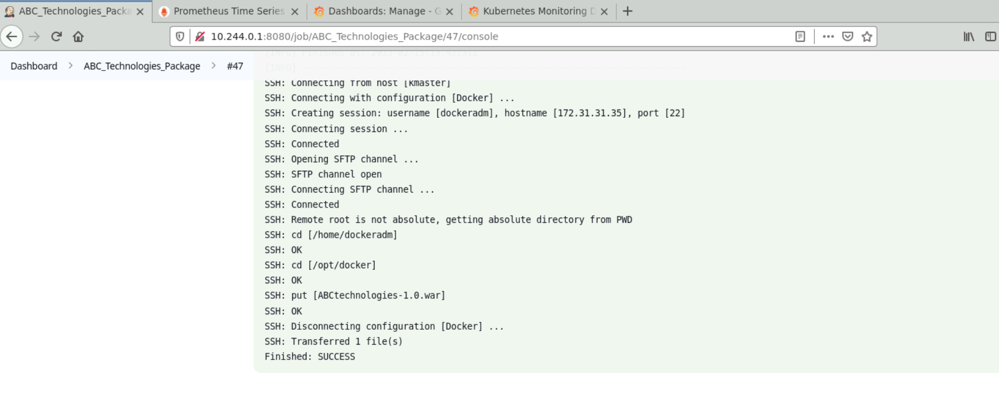 ABC_Technologies_Packa
Prometheus Time Series
Dashboards: Manage - G
Kubernetes Monitoring D
10.244.0.1:8080/job/ABC_Technologies_Package/47/console
Dashboard > ABC_Technologies_Package > #47
[INFO] Finished at:
[INFO]
SSH: Connecting from host [kmaster]
SSH: Connecting with configuration [Docker] ...
SSH: Creating session: username [dockeradm], hostname [172.31.31.35], port [22]
SSH: Connecting session ...
SSH: Connected
SSH: Opening SFTP channel ...
SSH: SFTP channel open
SSH: Connecting SFTP channel ...
SSH: Connected
SSH: Remote root is not absolute, getting absolute directory from PWD
SSH: cd [/home/dockeradm]
SSH: OK
SSH: cd [/opt/docker]
SSH: OK
SSH: put [ABCtechnologies-1.0.war]
SSH: OK
SSH: Disconnecting configuration [Docker] ...
SSH: Transferred 1 file(s)
Finished: SUCCESS